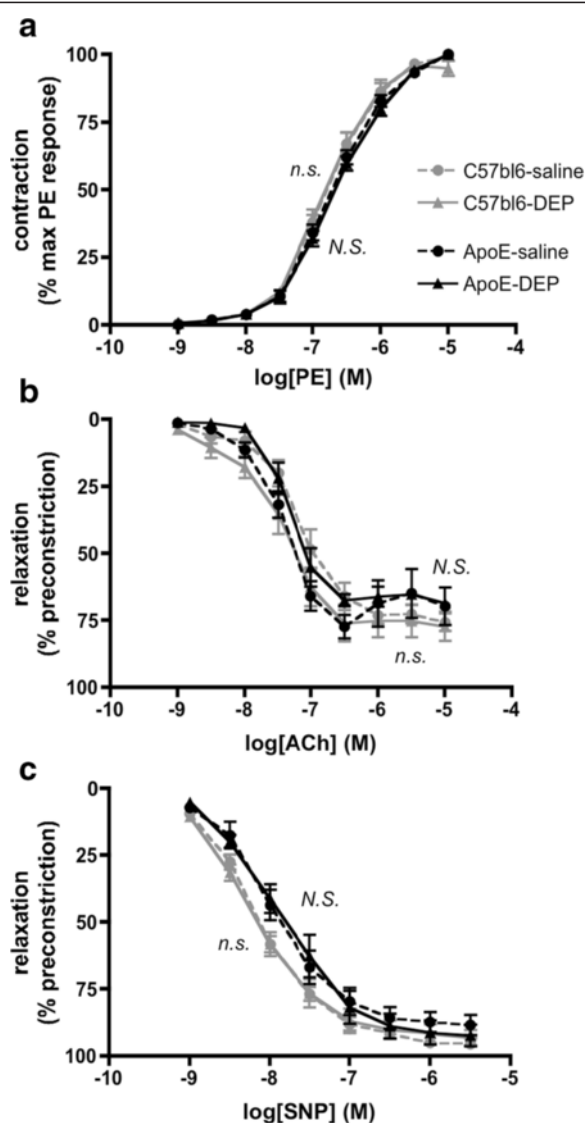 a
contraction
(% max PE response)
100
75
50
25
0
n.s.
N.S.
C57bl6-saline
C57bl6-DEP
ApoE-saline
ApoE-DEP
-10 -9 -8 -7 -6 -5 -4
log[PE] (M)
b
relaxation
(% preconstriction)
0
25
50
75
100
N.S.
n.s.
-10 -9 -8 -7 -6 -5 -4
log[ACh] (M)
c
relaxation
(% preconstriction)
0
25
50
75
100
N.S.
n.s.
-10 -9 -8 -7 -6 -5
log[SNP] (M)